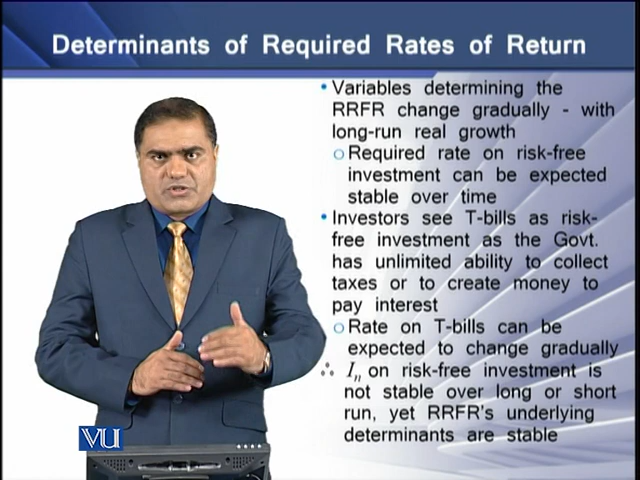 Determinants of Required Rates of Return
• Variables determining the
RRFR change gradually - with
long-run real growth
o Required rate on risk-free
investment can be expected
stable over time
• Investors see T-bills as risk-
free investment as the Govt.
has unlimited ability to collect
taxes or to create money to
pay interest
o Rate on T-bills can be
expected to change gradually
∴ Iₙ on risk-free investment is
not stable over long or short
run, yet RRFR's underlying
determinants are stable
VU